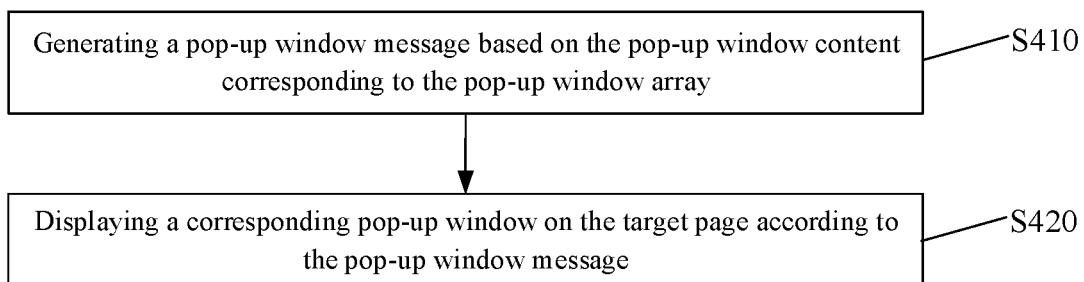 Generating a pop-up window message based on the pop-up window content
corresponding to the pop-up window array
S410
Displaying a corresponding pop-up window on the target page according to
the pop-up window message
S420